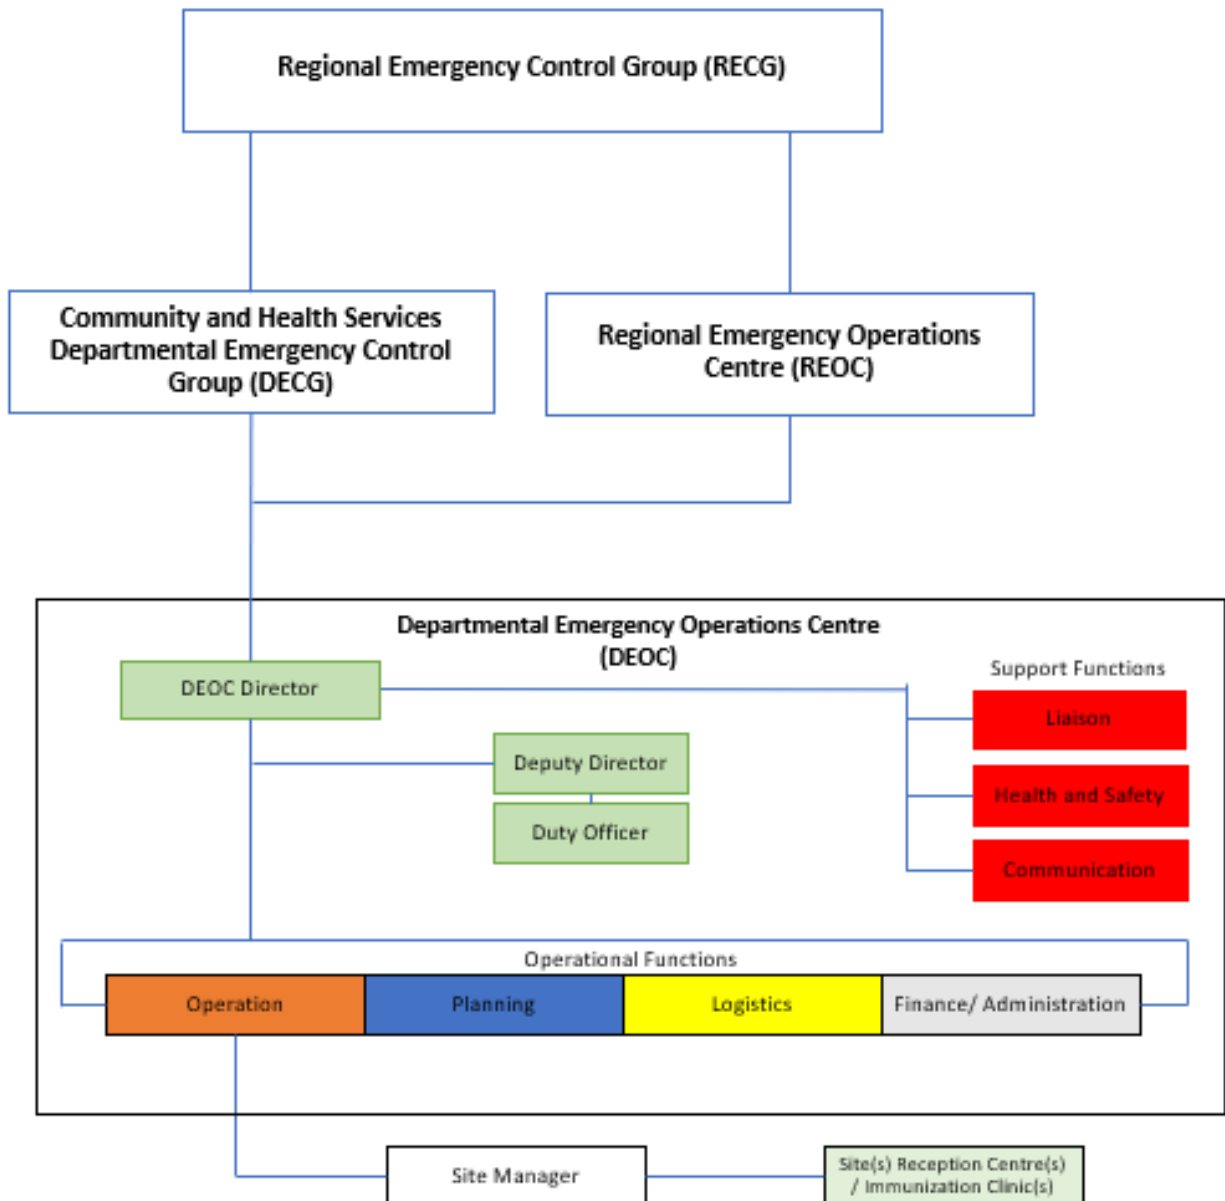 Regional Emergency Control Group (RECG)
Community and Health Services
Departmental Emergency Control
Group (DECG)
Regional Emergency Operations
Centre (REOC)
Departmental Emergency Operations Centre
(DEOC)
DEOC Director
Support Functions
Liaison
Deputy Director
Health and Safety
Duty Officer
Communication
Operational Functions
Operation
Planning
Logistics
Finance/ Administration
Site Manager
Site(s) Reception Centre(s)
/ Immunization Clinic(s)